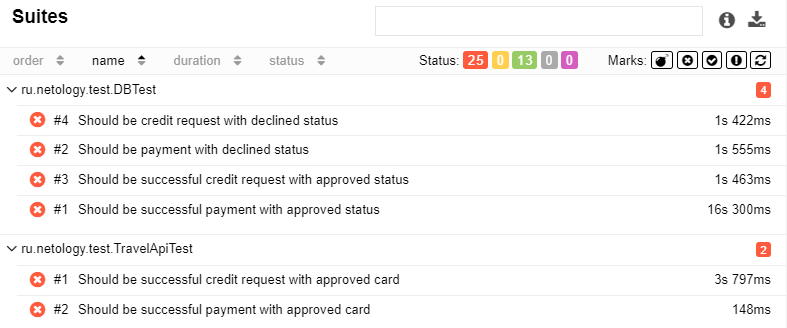 Suites
order name duration status Status: 25 0 13 0 0 Marks:
ru.netology.test.DBTest 4
#4 Should be credit request with declined status 1s 422ms
#2 Should be payment with declined status 1s 555ms
#3 Should be successful credit request with approved status 1s 463ms
#1 Should be successful payment with approved status 16s 300ms
ru.netology.test.TravelApiTest 2
#1 Should be successful credit request with approved card 3s 797ms
#2 Should be successful payment with approved card 148ms